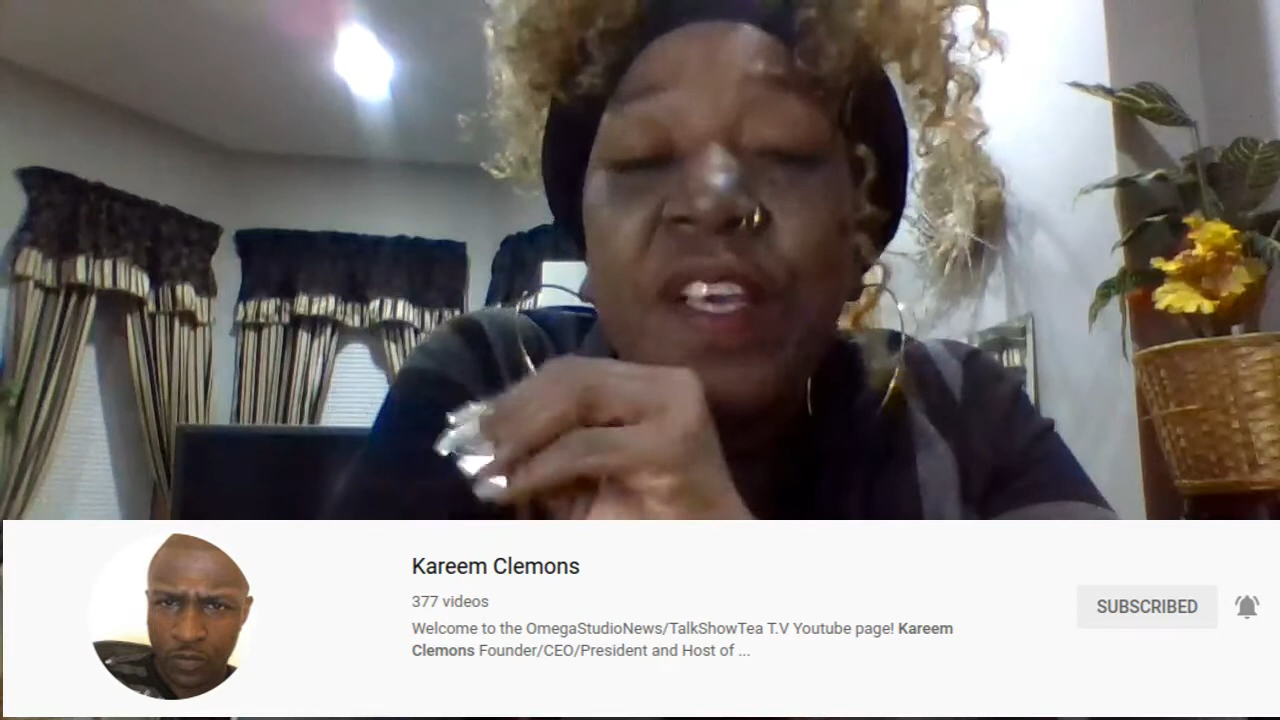 Kareem Clemons
377 videos
Welcome to the OmegaStudioNews/TalkShowTea T.V Youtube page! Kareem
Clemons Founder/CEO/President and Host of ...
SUBSCRIBED